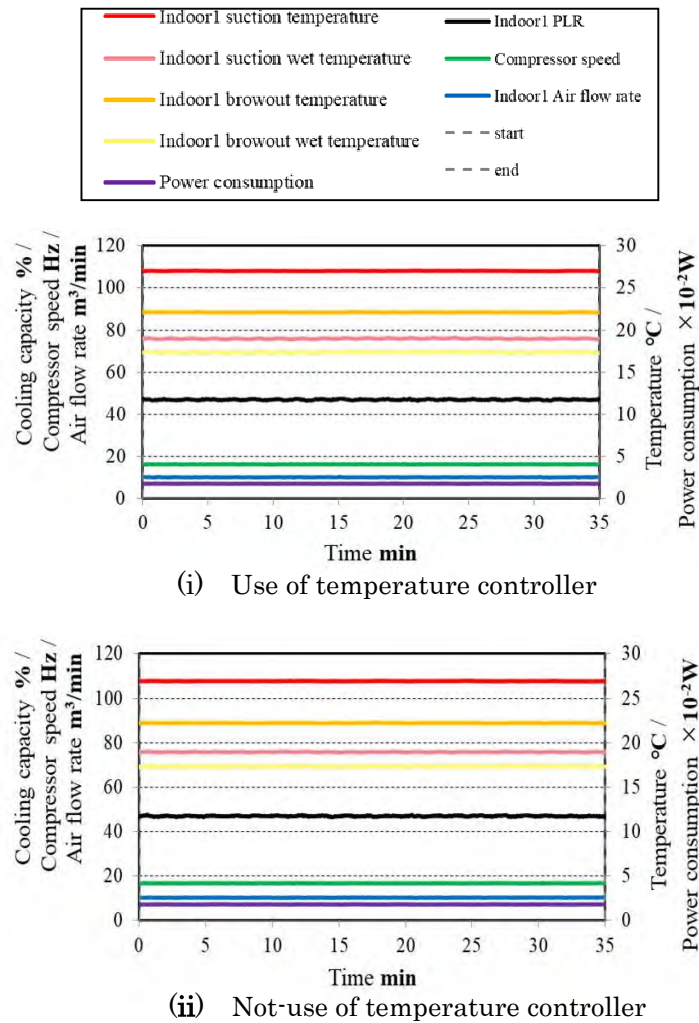 Indoor1 suction temperature
Indoor1 suction wet temperature
Indoor1 browout temperature
Indoor1 browout wet temperature
Power consumption
Indoor1 PLR
Compressor speed
Indoor1 Air flow rate
start
end
Cooling capacity % /
Compressor speed Hz /
Air flow rate m³/min
120
100
80
60
40
20
0
30
25
20
15
10
5
0
Temperature °C /
Power consumption ×10⁻²W
0 5 10 15 20 25 30 35
Time min
(i) Use of temperature controller
Cooling capacity % /
Compressor speed Hz /
Air flow rate m³/min
120
100
80
60
40
20
0
30
25
20
15
10
5
0
Temperature °C /
Power consumption ×10⁻²W
0 5 10 15 20 25 30 35
Time min
(ii) Not-use of temperature controller